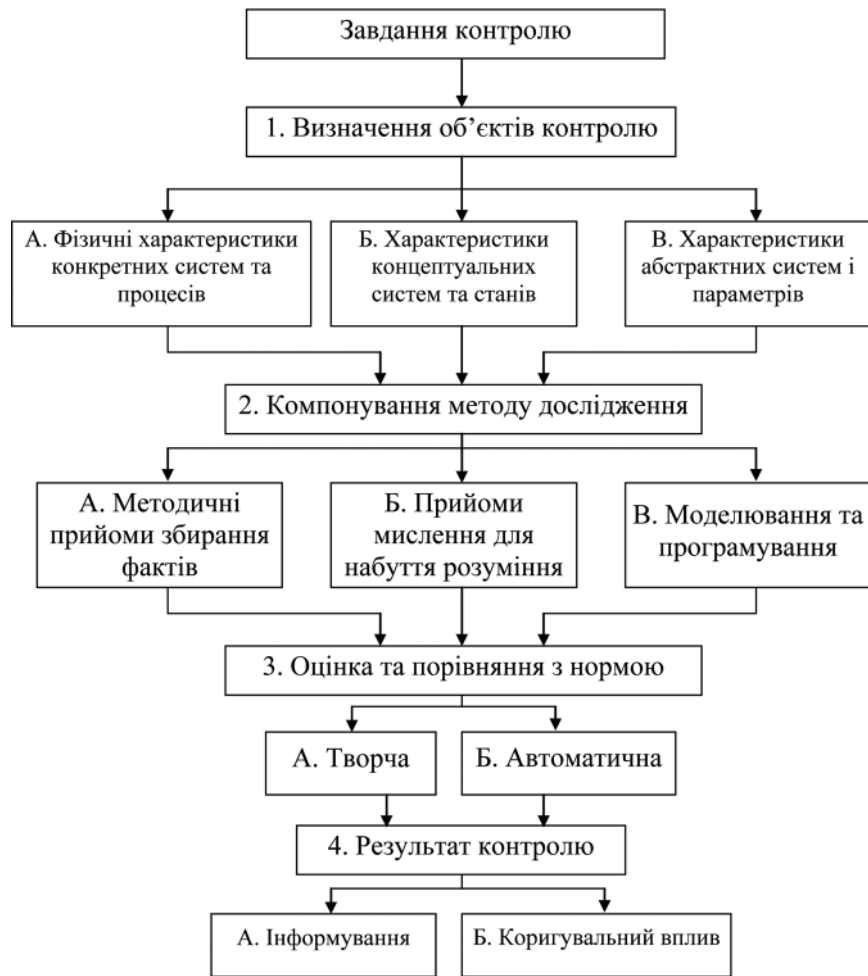 Завдання контролю
1. Визначення об’єктів контролю
А. Фізичні характеристики
конкретних систем та
процесів
Б. Характеристики
концептуальних
систем та станів
В. Характеристики
абстрактних систем і
параметрів
2. Компонування методу дослідження
А. Методичні
прийоми збирання
фактів
Б. Прийоми
мислення для
набуття розуміння
В. Моделювання та
програмування
3. Оцінка та порівняння з нормою
А. Творча
Б. Автоматична
4. Результат контролю
А. Інформування
Б. Коригувальний вплив